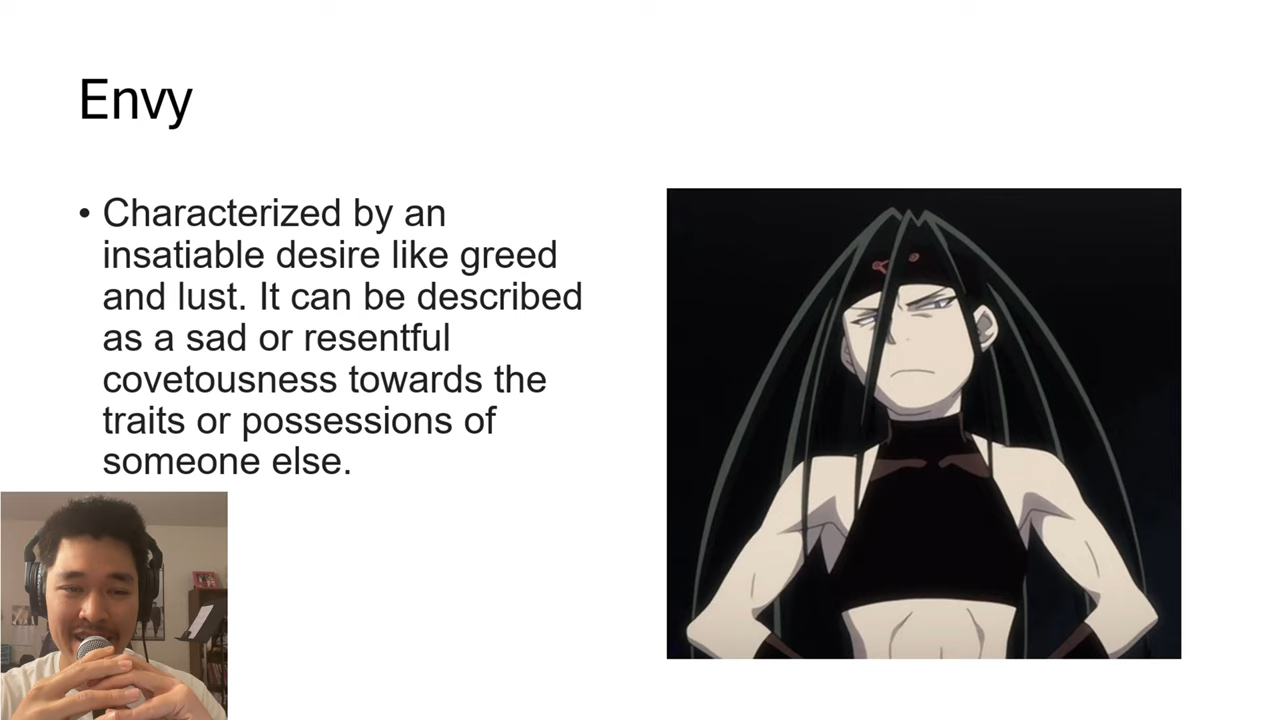 Envy
• Characterized by an
insatiable desire like greed
and lust. It can be described
as a sad or resentful
covetousness towards the
traits or possessions of
someone else.